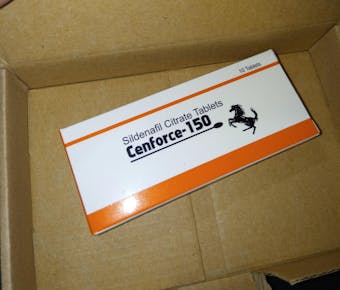 10 Tablets
Sildenafil Citrate Tablets
Cenforce-150